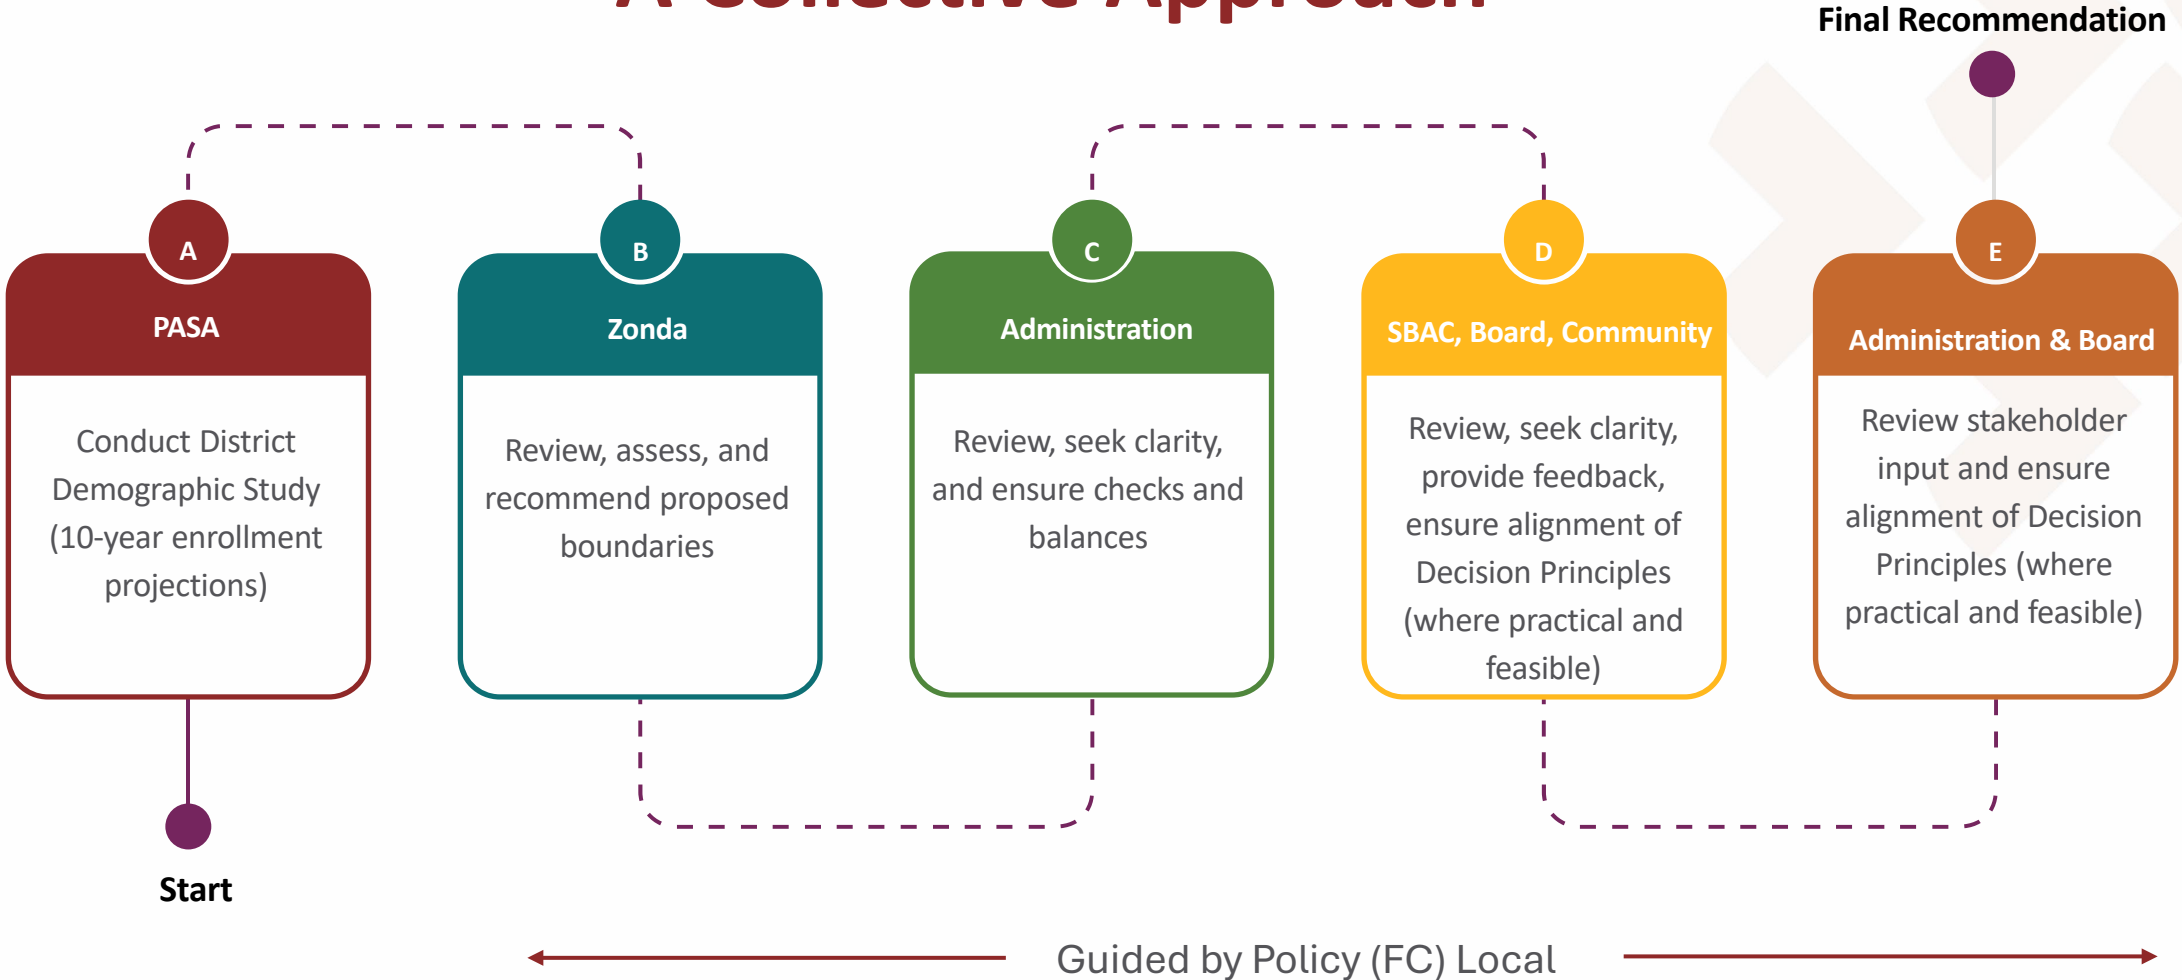 A Collective Approach
Final Recommendation
A
PASA
Conduct District
Demographic Study
(10-year enrollment
projections)
B
Zonda
Review, assess, and
recommend proposed
boundaries
C
Administration
Review, seek clarity,
and ensure checks and
balances
D
SBAC, Board, Community
Review, seek clarity,
provide feedback,
ensure alignment of
Decision Principles
(where practical and
feasible)
E
Administration & Board
Review stakeholder
input and ensure
alignment of Decision
Principles (where
practical and feasible)
Start
Guided by Policy (FC) Local